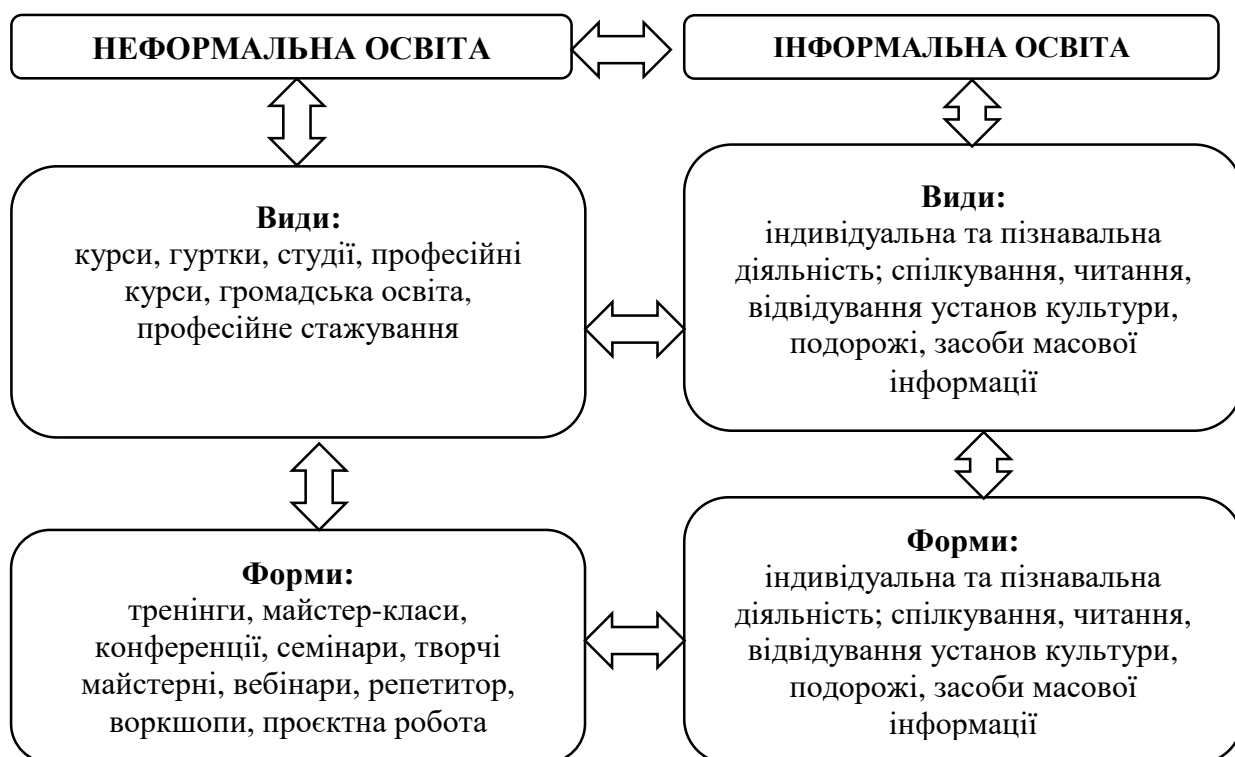 НЕФОРМАЛЬНА ОСВІТА
ІНФОРМАЛЬНА ОСВІТА
Види:
курси, гуртки, студії, професійні
курси, громадська освіта,
професійне стажування
Види:
індивідуальна та пізнавальна
діяльність; спілкування, читання,
відвідування установ культури,
подорожі, засоби масової
інформації
Форми:
тренінги, майстер-класи,
конференції, семінари, творчі
майстерні, вебінари, репетитор,
воркшопи, проєктна робота
Форми:
індивідуальна та пізнавальна
діяльність; спілкування, читання,
відвідування установ культури,
подорожі, засоби масової
інформації